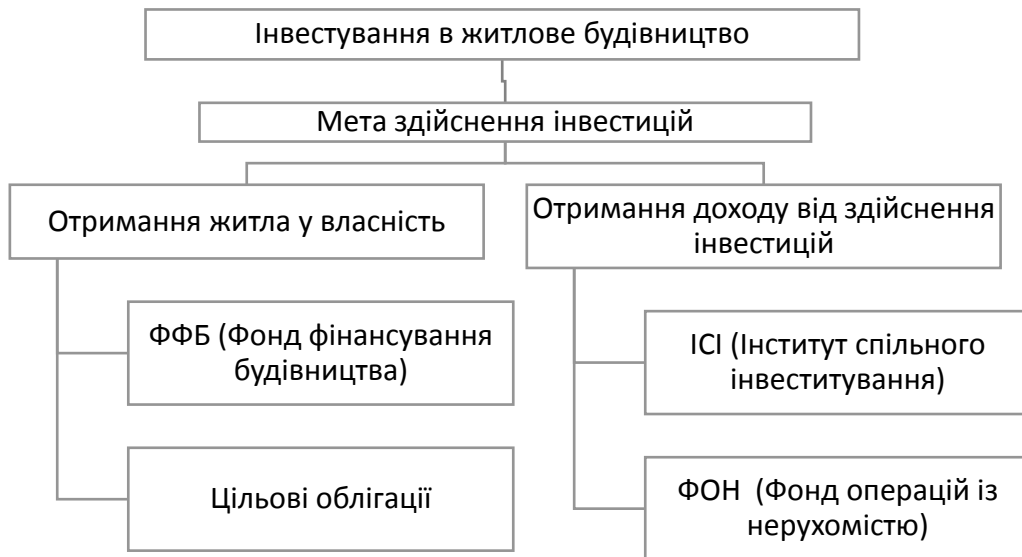 Інвестування в житлове будівництво
Мета здійснення інвестицій
Отримання житла у власність
ФФБ (Фонд фінансування
будівництва)
Цільові облігації
Отримання доходу від здійснення
інвестицій
ІСІ (Інститут спільного
інвеститування)
ФОН  (Фонд операцій із
нерухомістю)